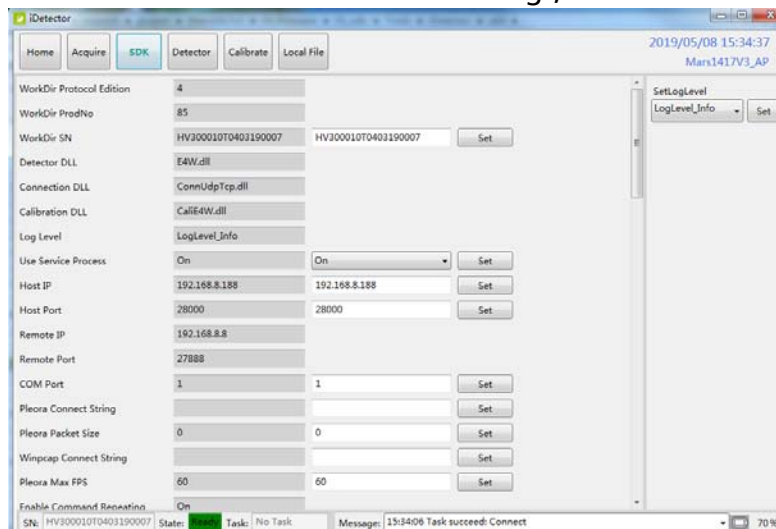 iDetector
Home Acquire SDK Detector Calibrate Local File
2019/05/08 15:34:37
Mars1417V3_AP
WorkDir Protocol Edition 4
SetLogLevel
LogLevel_Info Set
WorkDir ProdNo 85
WorkDir SN HV300010T0403190007 HV300010T0403190007 Set
Detector DLL E4W.dll
Connection DLL ConnUdpTcp.dll
Calibration DLL CaliE4W.dll
Log Level LogLevel_Info
Use Service Process On On Set
Host IP 192.168.8.188 192.168.8.188 Set
Host Port 28000 28000 Set
Remote IP 192.168.8.8
Remote Port 27888
COM Port 1 1 Set
Pleora Connect String Set
Pleora Packet Size 0 0 Set
Winpcap Connect String Set
Pleora Max FPS 60 60 Set
Enable Command Repeating On
SN: HV300010T0403190007 State: Ready Task: No Task Message: 15:34:06 Task succeed: Connect 70%